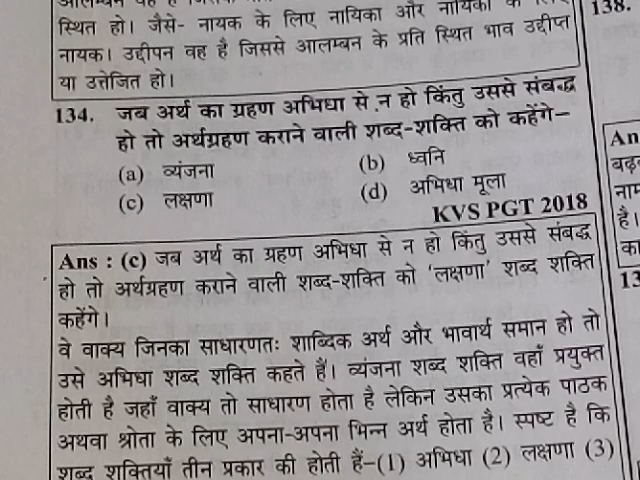 स्थित हो। जैसे- नायक के लिए नायिका और नायिका के लिए
नायक। उद्दीपन वह है जिससे आलम्बन के प्रति स्थित भाव उद्दीप्त
या उत्तेजित हो।
138.
134. जब अर्थ का ग्रहण अभिधा से न हो किंतु उससे संबद्ध
हो तो अर्थग्रहण कराने वाली शब्द-शक्ति को कहेंगे–
(a) व्यंजना (b) ध्वनि
(c) लक्षणा (d) अभिधा मूला
KVS PGT 2018
Ans : (c) जब अर्थ का ग्रहण अभिधा से न हो किंतु उससे संबद्ध
हो तो अर्थग्रहण कराने वाली शब्द-शक्ति को 'लक्षणा' शब्द शक्ति
कहेंगे।
वे वाक्य जिनका साधारणतः शाब्दिक अर्थ और भावार्थ समान हो तो
उसे अभिधा शब्द शक्ति कहते हैं। व्यंजना शब्द शक्ति वहाँ प्रयुक्त
होती है जहाँ वाक्य तो साधारण होता है लेकिन उसका प्रत्येक पाठक
अथवा श्रोता के लिए अपना-अपना भिन्न अर्थ होता है। स्पष्ट है कि
शब्द शक्तियाँ तीन प्रकार की होती हैं–(1) अभिधा (2) लक्षणा (3)
An
बढ़
नाम
है।
का
13